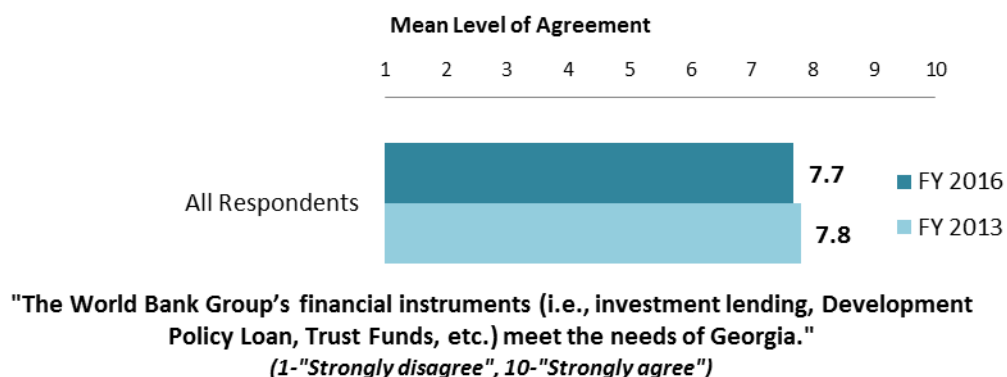 Mean Level of Agreement
1 2 3 4 5 6 7 8 9 10
All Respondents
7.7
7.8
FY 2016
FY 2013
"The World Bank Group’s financial instruments (i.e., investment lending, Development
Policy Loan, Trust Funds, etc.) meet the needs of Georgia."
(1-"Strongly disagree", 10-"Strongly agree")